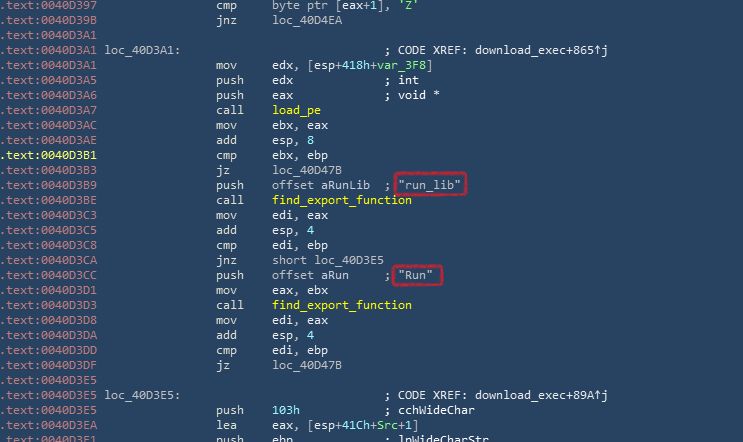 .text:0040D397 cmp byte ptr [eax+1], 'Z'
.text:0040D39B jnz loc_40D4EA
.text:0040D3A1
.text:0040D3A1 loc_40D3A1: ; CODE XREF: download_exec+865↑j
.text:0040D3A1 mov edx, [esp+418h+var_3F8]
.text:0040D3A5 push edx ; int
.text:0040D3A6 push eax ; void *
.text:0040D3A7 call load_pe
.text:0040D3AC mov ebx, eax
.text:0040D3AE add esp, 8
.text:0040D3B1 cmp ebx, ebp
.text:0040D3B3 jz loc_40D47B
.text:0040D3B9 push offset aRunLib ; "run_lib"
.text:0040D3BE call find_export_function
.text:0040D3C3 mov edi, eax
.text:0040D3C5 add esp, 4
.text:0040D3C8 cmp edi, ebp
.text:0040D3CA jnz short loc_40D3E5
.text:0040D3CC push offset aRun ; "Run"
.text:0040D3D1 mov eax, ebx
.text:0040D3D3 call find_export_function
.text:0040D3D8 mov edi, eax
.text:0040D3DA add esp, 4
.text:0040D3DD cmp edi, ebp
.text:0040D3DF jz loc_40D47B
.text:0040D3E5
.text:0040D3E5 loc_40D3E5: ; CODE XREF: download_exec+89A↑j
.text:0040D3E5 push 103h ; cchWideChar
.text:0040D3EA lea eax, [esp+41Ch+Src+1]
.text:0040D3F1 push ebp ; lpWideCharStr